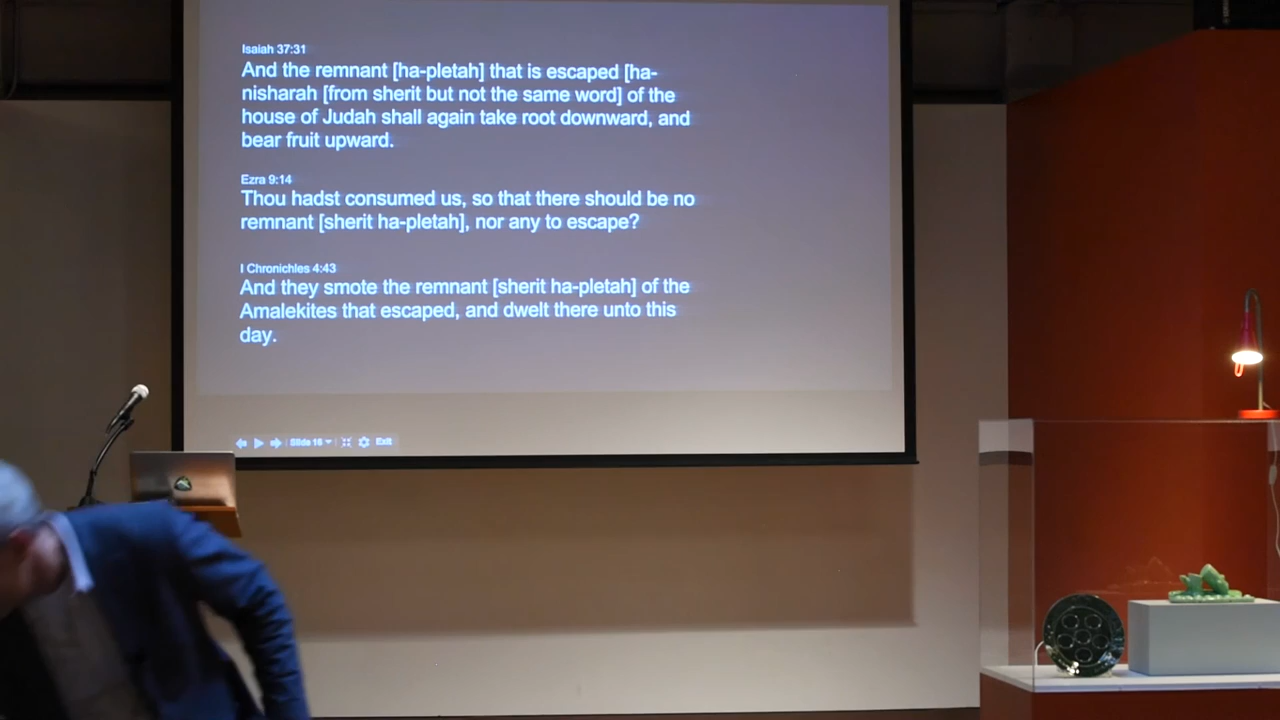 Isaiah 37:31
And the remnant [ha-pletah] that is escaped [ha-
nisharah [from sherit but not the same word] of the
house of Judah shall again take root downward, and
bear fruit upward.
Ezra 9:14
Thou hadst consumed us, so that there should be no
remnant [sherit ha-pletah], nor any to escape?
I Chronichles 4:43
And they smote the remnant [sherit ha-pletah] of the
Amalekites that escaped, and dwelt there unto this
day.
Slide 16 Exit